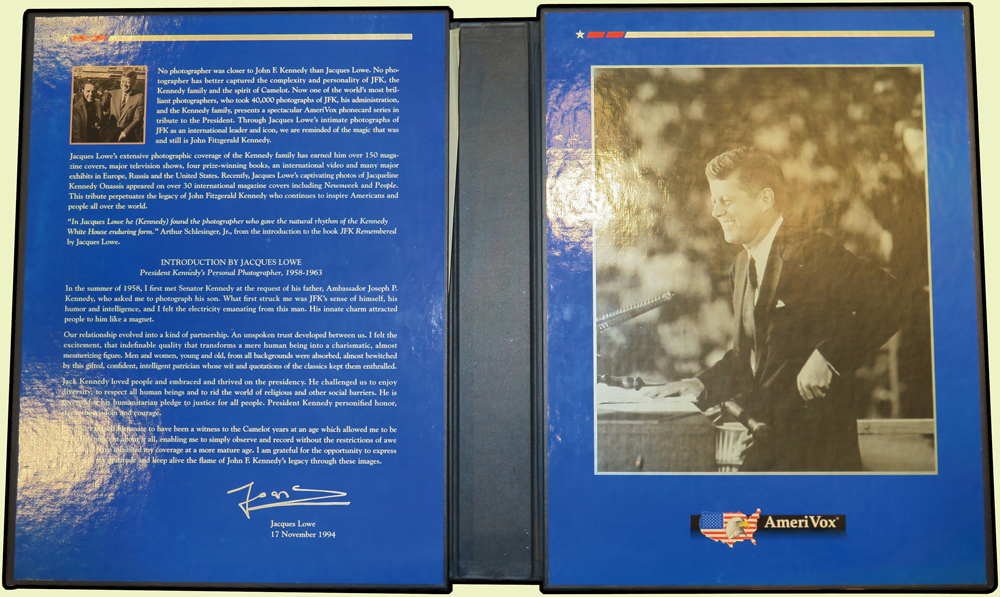 No photographer was closer to John F. Kennedy than Jacques Lowe. No pho-
tographer has better captured the complexity and personality of JFK, the
Kennedy family and the spirit of Camelot. Now one of the world's most bril-
liant photographers, who took 40,000 photographs of JFK, his administration,
and the Kennedy family, presents a spectacular AmeriVox phonecard series in
tribute to the President. Through Jacques Lowe's intimate photographs of
JFK as an international leader and icon, we are reminded of the magic that was
and still is John Fitzgerald Kennedy.
Jacques Lowe's extensive photographic coverage of the Kennedy family has earned him over 150 maga-
zine covers, major television shows, four prize-winning books, an international video and many major
exhibits in Europe, Russia and the United States. Recently, Jacques Lowe's captivating photos of Jacqueline
Kennedy Onassis appeared on over 30 international magazine covers including Newsweek and People.
This tribute perpetuates the legacy of John Fitzgerald Kennedy who continues to inspire Americans and
people all over the world.
"In Jacques Lowe he (Kennedy) found the photographer who gave the natural rhythm of the Kennedy
White House enduring form." Arthur Schlesinger, Jr., from the introduction to the book JFK Remembered
by Jacques Lowe.
INTRODUCTION BY JACQUES LOWE
President Kennedy's Personal Photographer, 1958-1963
In the summer of 1958, I first met Senator Kennedy at the request of his father, Ambassador Joseph P.
Kennedy, who asked me to photograph his son. What first struck me was JFK's sense of himself, his
humor and intelligence, and I felt the electricity emanating from this man. His innate charm attracted
people to him like a magnet.
Our relationship evolved into a kind of partnership. An unspoken trust developed between us. I felt the
excitement, that indefinable quality that transforms a mere human being into a charismatic, almost
mesmerizing figure. Men and women, young and old, from all backgrounds were absorbed, almost bewitched
by this gifted, confident, intelligent patrician whose wit and quotations of the classics kept them enthralled.
Jack Kennedy loved people and embraced and thrived on the presidency. He challenged us to enjoy
diversity, to respect all human beings and to rid the world of religious and other social barriers. He is
his humanitarian pledge to justice for all people. President Kennedy personified honor,
and courage.
to have been a witness to the Camelot years at an age which allowed me to be
it all, enabling me to simply observe and record without the restrictions of awe
my coverage at a more mature age. I am grateful for the opportunity to express
and keep alive the flame of John F. Kennedy's legacy through these images.
Jacques Lowe
17 November 1994
AmeriVox